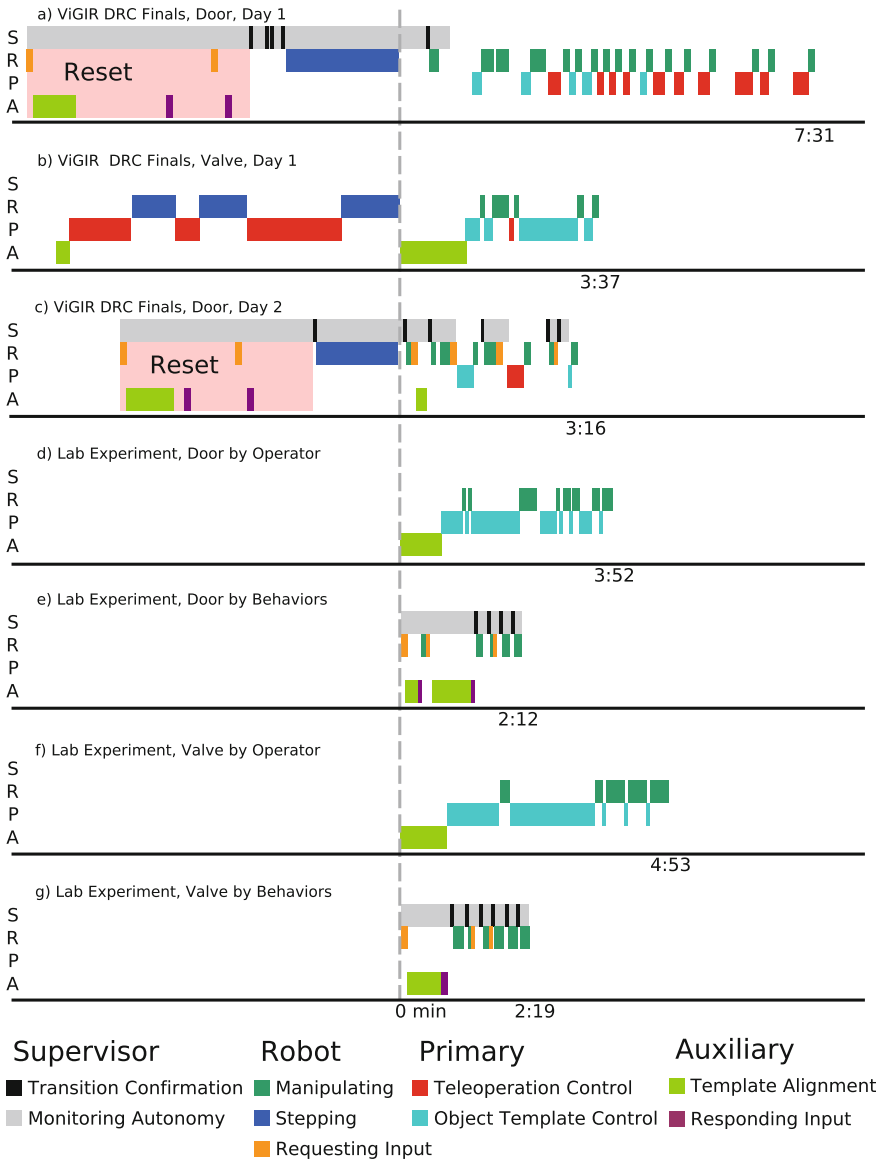 a) ViGIR DRC Finals, Door, Day 1
S
R
P
A
Reset
7:31
b) ViGIR DRC Finals, Valve, Day 1
S
R
P
A
3:37
c) ViGIR DRC Finals, Door, Day 2
S
R
P
A
Reset
3:16
d) Lab Experiment, Door by Operator
S
R
P
A
3:52
e) Lab Experiment, Door by Behaviors
S
R
P
A
2:12
f) Lab Experiment, Valve by Operator
S
R
P
A
4:53
g) Lab Experiment, Valve by Behaviors
S
R
P
A
0 min
2:19
Supervisor
Transition Confirmation
Monitoring Autonomy
Robot
Manipulating
Stepping
Requesting Input
Primary
Teleoperation Control
Object Template Control
Auxiliary
Template Alignment
Responding Input